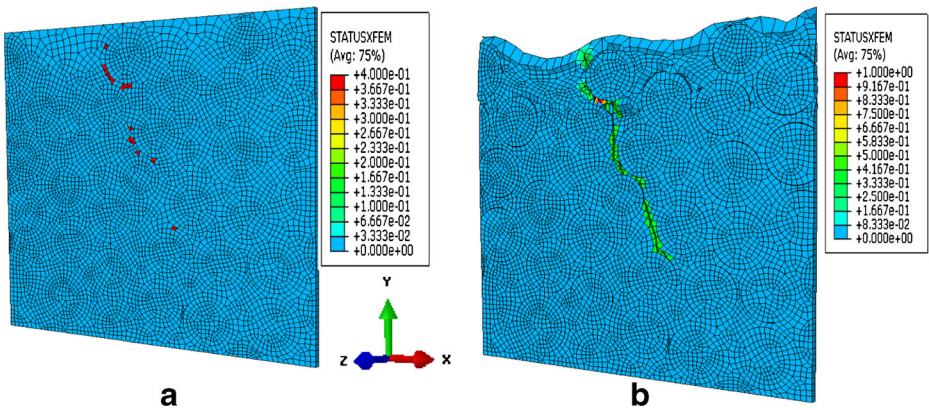 STATUSXFEM
(Avg: 75%)
+4.000e-01
+3.667e-01
+3.333e-01
+3.000e-01
+2.667e-01
+2.333e-01
+2.000e-01
+1.667e-01
+1.333e-01
+1.000e-01
+6.667e-02
+3.333e-02
+0.000e+00
Y
Z
X
a
STATUSXFEM
(Avg: 75%)
+1.000e+00
+9.167e-01
+8.333e-01
+7.500e-01
+6.667e-01
+5.833e-01
+5.000e-01
+4.167e-01
+3.333e-01
+2.500e-01
+1.667e-01
+8.333e-02
+0.000e+00
b